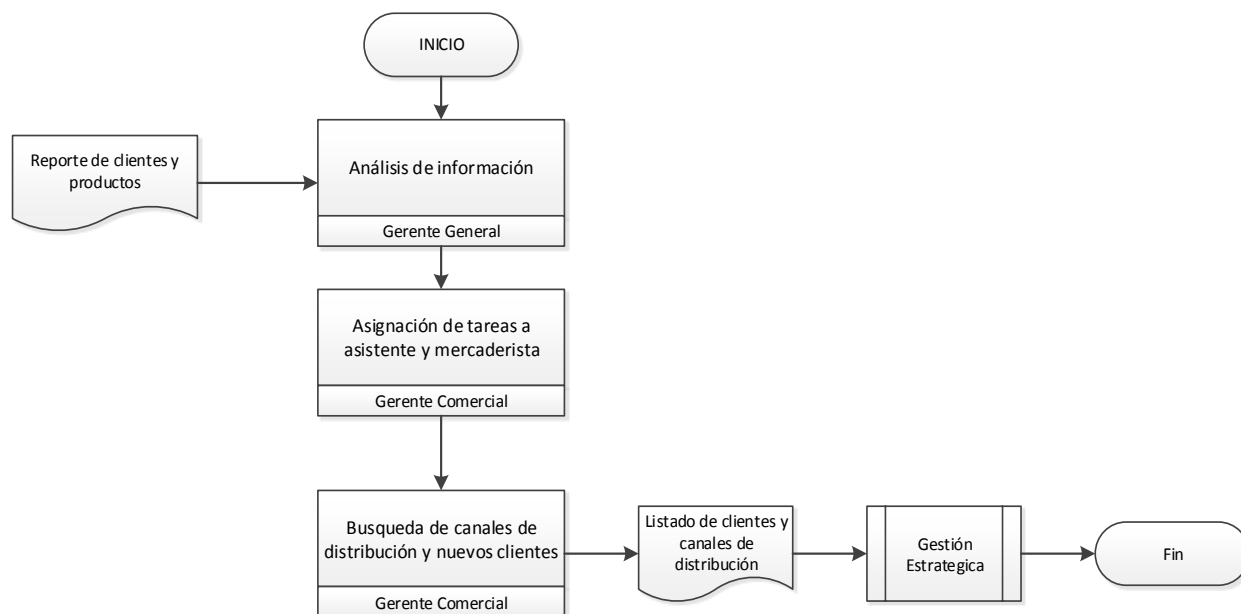 INICIO
Reporte de clientes y
productos
Análisis de información
Gerente General
Asignación de tareas a
asistente y mercaderista
Gerente Comercial
Busqueda de canales de
distribución y nuevos clientes
Gerente Comercial
Listado de clientes y
canales de
distribución
Gestión
Estrategica
Fin